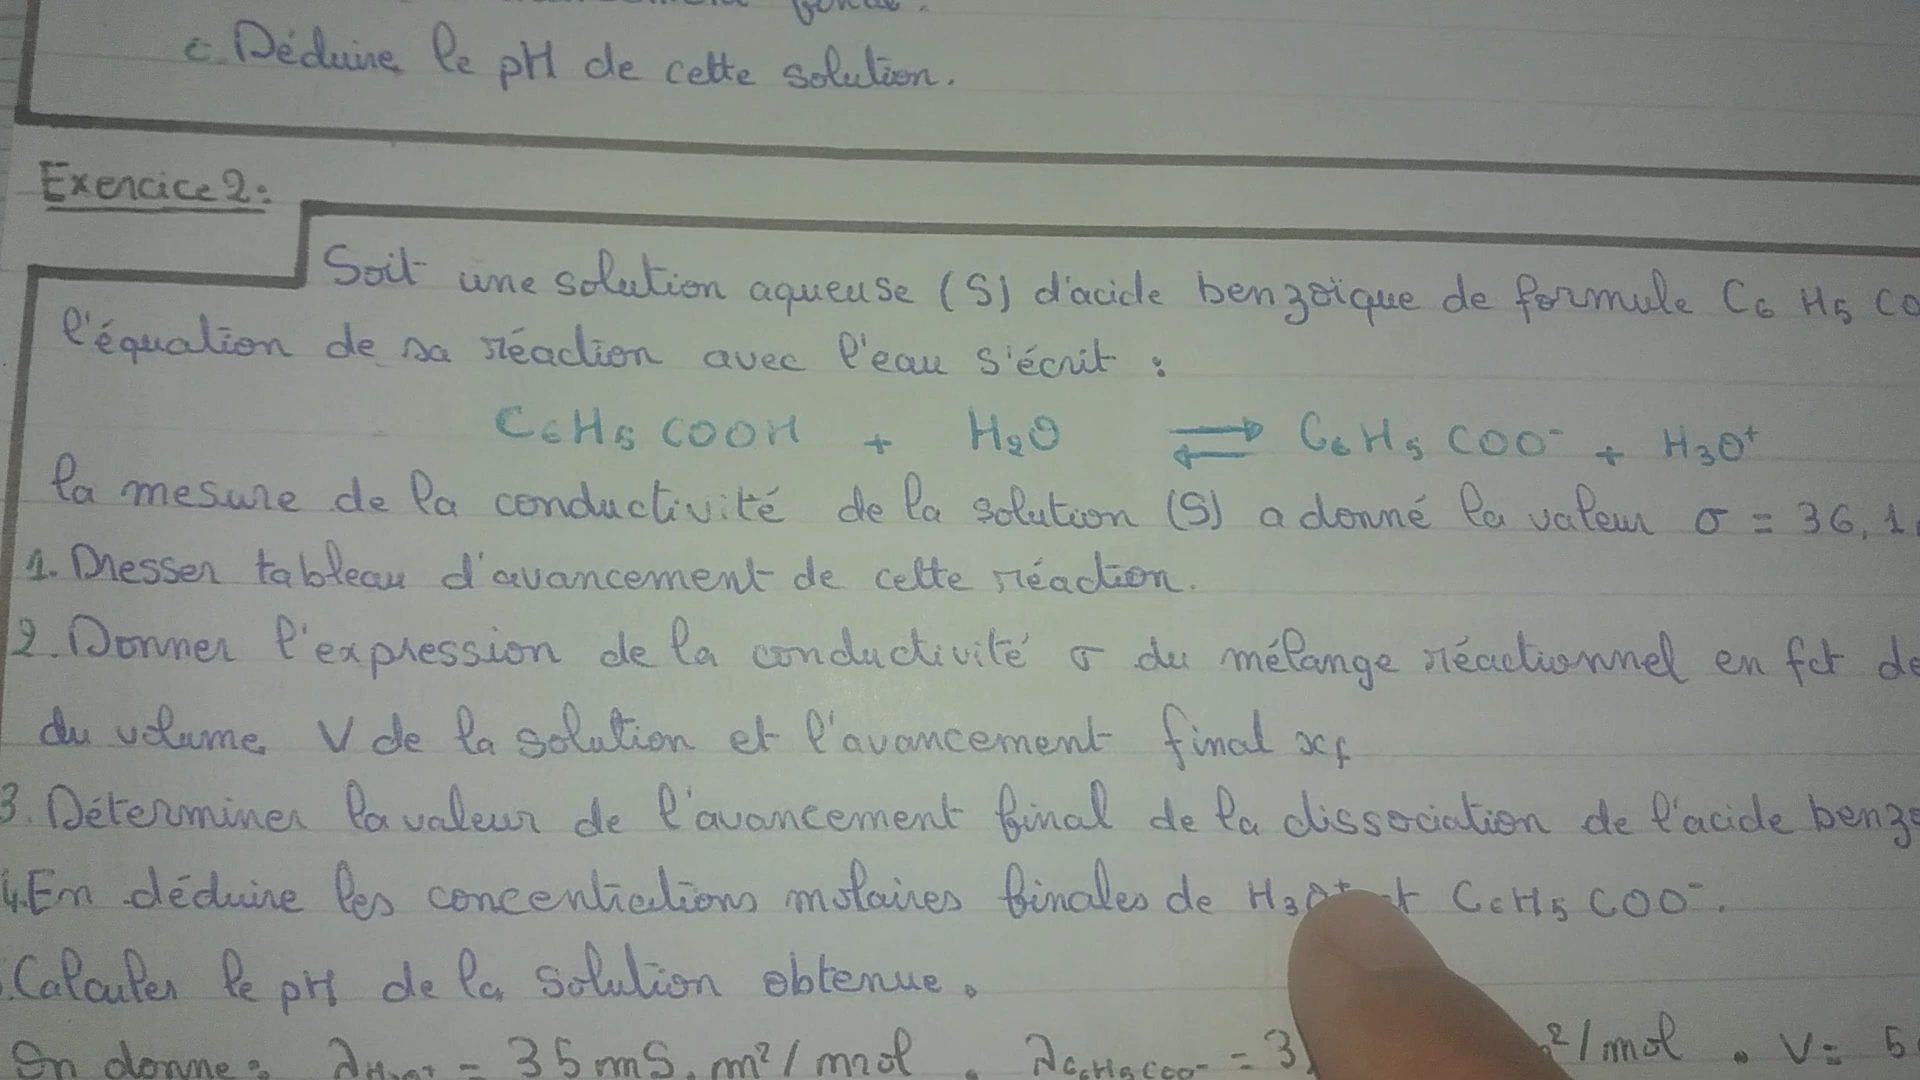 c. Déduire le pH de cette solution.
Exercice 2:
Soit une solution aqueuse (S) d'acide benzoïque de formule C6 H5 CO
l'équation de sa réaction avec l'eau s'écrit :
C6H5 COOH + H2O ⇌ C6H5 COO⁻ + H3O⁺
la mesure de la conductivité de la solution (S) a donné la valeur σ = 36,1
1. Dresser tableau d'avancement de cette réaction.
2. Donner l'expression de la conductivité σ du mélange réactionnel en fct de
du volume V de la solution et l'avancement final xf
3. Déterminer la valeur de l'avancement final de la dissociation de l'acide benzo
4. En déduire les concentrations molaires finales de H3O⁺ et C6H5 COO⁻.
Calculer le pH de la solution obtenue.
On donne: λH3O⁺ = 35 mS. m²/mol . λC6H5COO⁻ = 3, ²/mol . V= 5